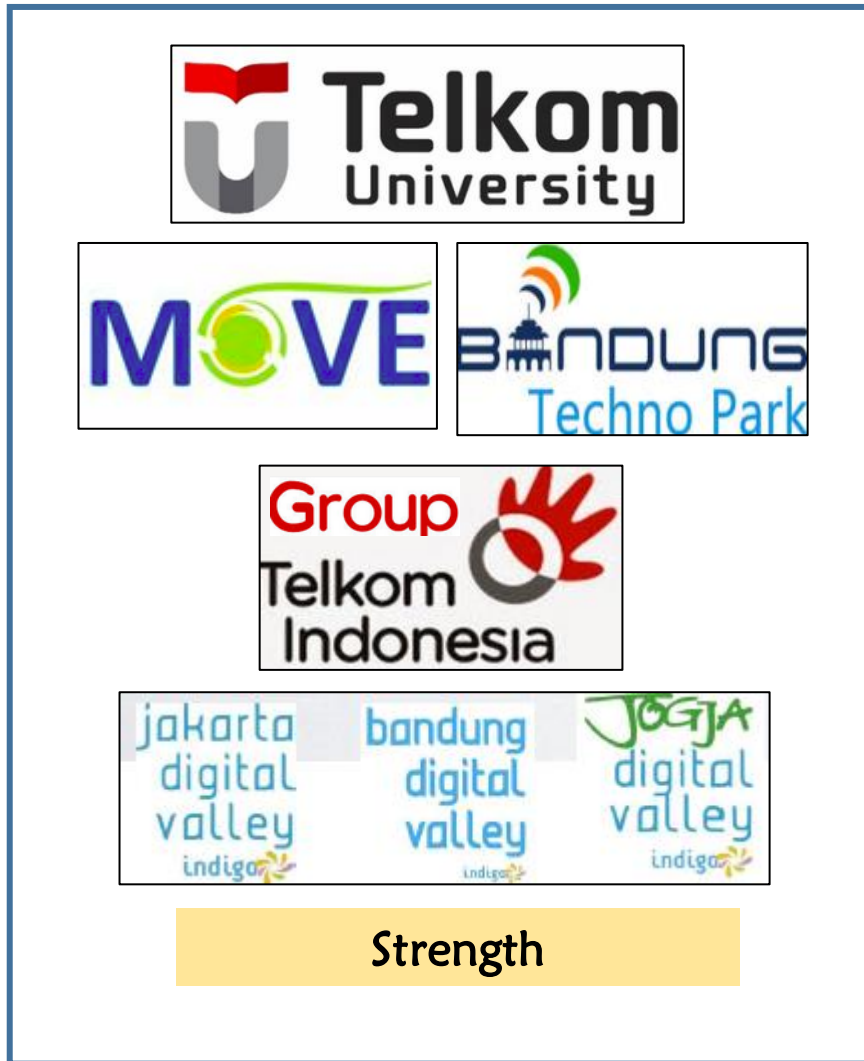 Telkom
University
MOVE
BANDUNG
Techno Park
Group
Telkom
Indonesia
jakarta
digital
valley
indigo
bandung
digital
valley
indigo
JOGJA
digital
valley
indigo
Strength